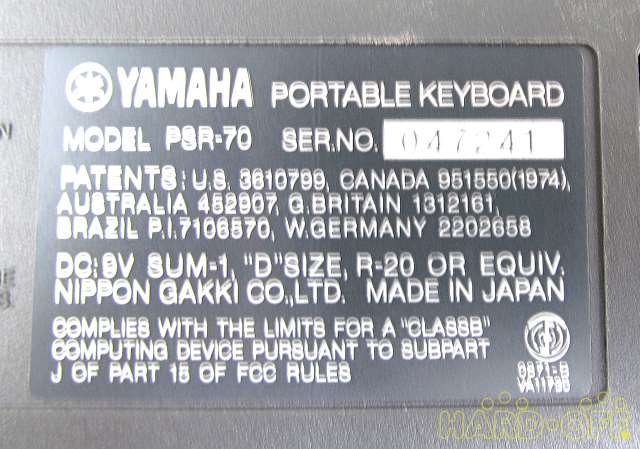 YAMAHA PORTABLE KEYBOARD
MODEL PSR-70 SER.NO. 047241
PATENTS: U.S. 3610799, CANADA 951550(1974),
AUSTRALIA 452907, G.BRITAIN 1312161,
BRAZIL P.I.7106570, W.GERMANY 2202658
DC:9V SUM-1, "D"SIZE, R-20 OR EQUIV.
NIPPON GAKKI CO.,LTD. MADE IN JAPAN
COMPLIES WITH THE LIMITS FOR A "CLASSB"
COMPUTING DEVICE PURSUANT TO SUBPART
J OF PART 15 OF FCC RULES
HARD-OFF